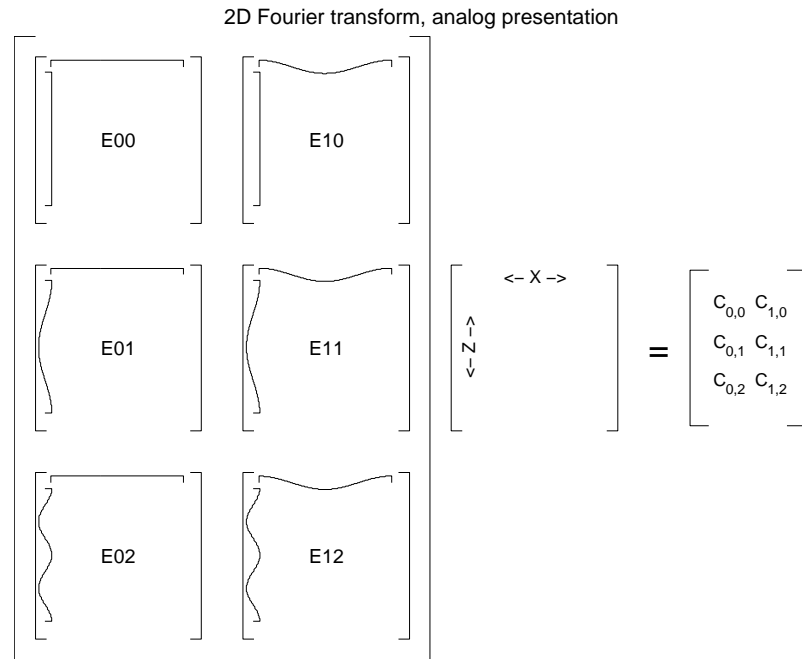 2D Fourier transform, analog presentation
E00 E10
<– X –>
E01 E11 <– Z –> =
C0,0 C1,0
C0,1 C1,1
C0,2 C1,2
E02 E12